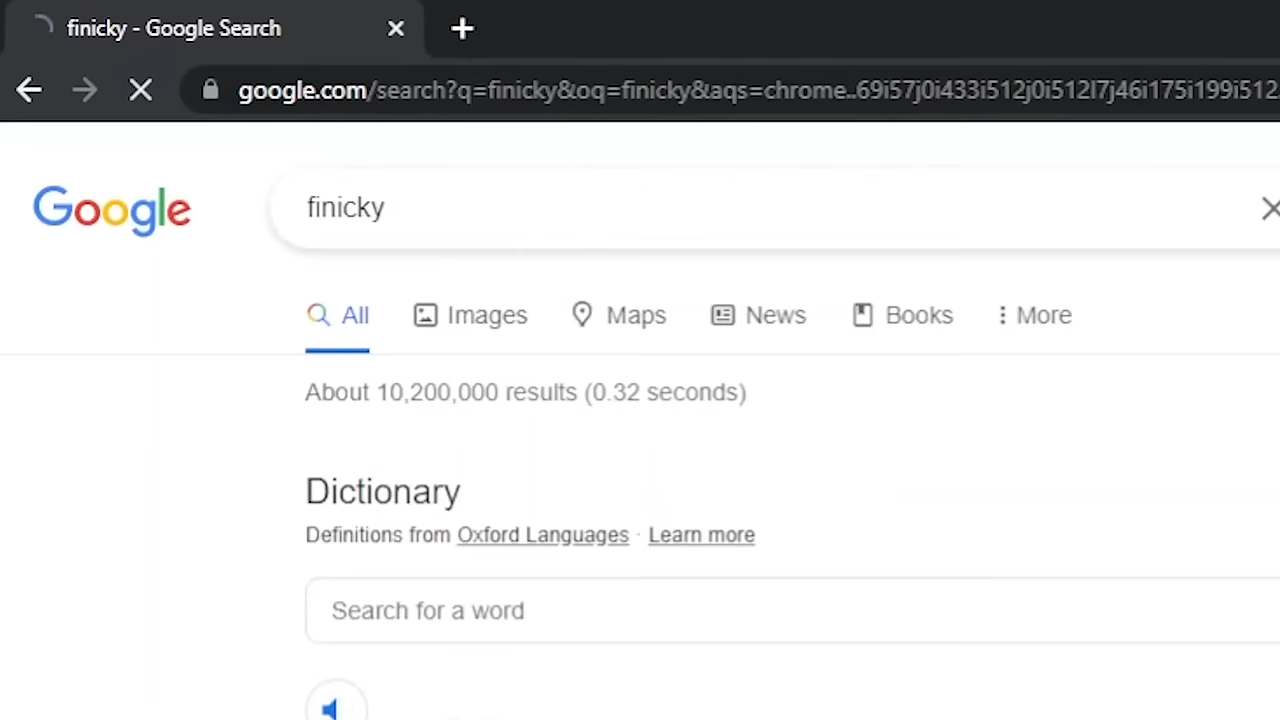 finicky - Google Search
google.com/search?q=finicky&oq=finicky&aqs=chrome..69i57j0i433i512j0i512l7j46i175i199i512
Google
finicky
All Images Maps News Books More
About 10,200,000 results (0.32 seconds)
Dictionary
Definitions from Oxford Languages · Learn more
Search for a word